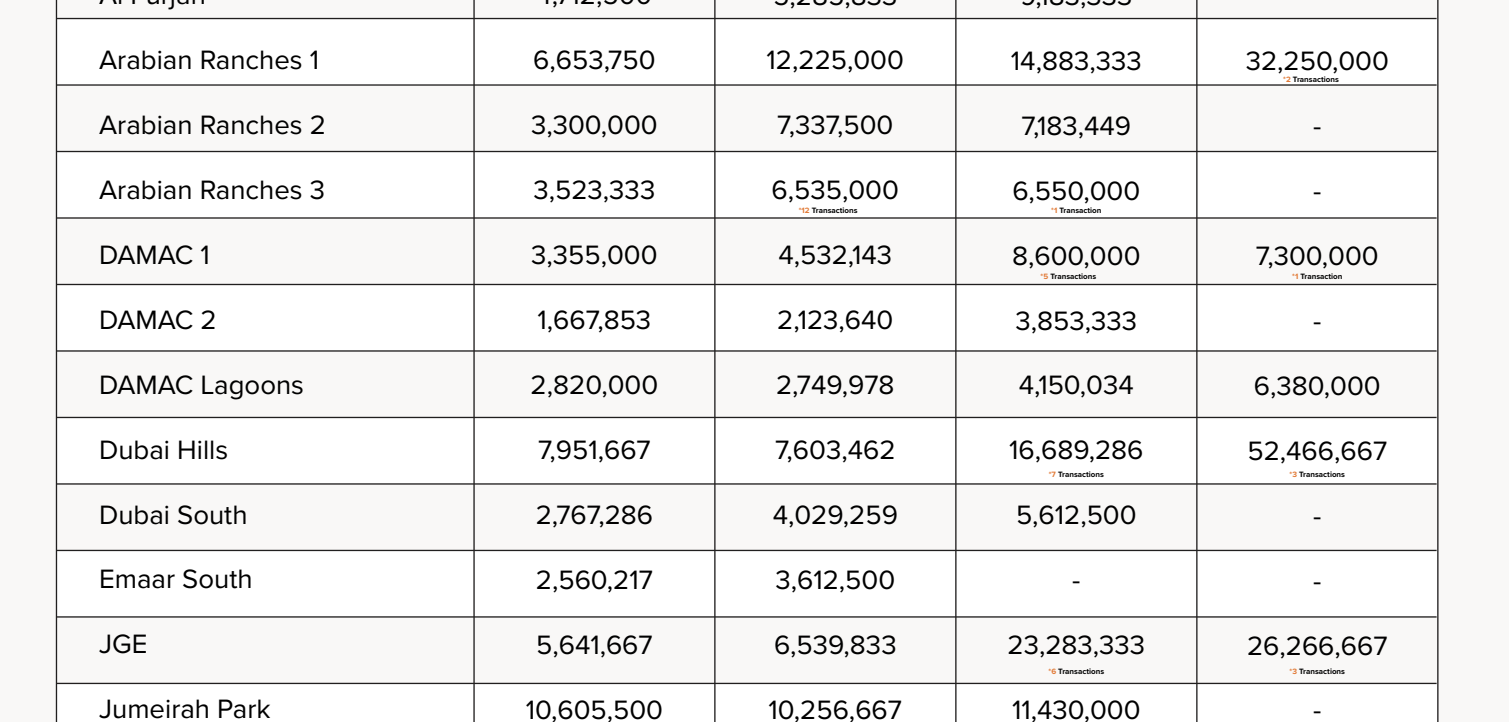 Arabian Ranches 1 6,653,750 12,225,000 14,883,333 32,250,000
*2 Transactions
Arabian Ranches 2 3,300,000 7,337,500 7,183,449 -
Arabian Ranches 3 3,523,333 6,535,000 6,550,000 -
*12 Transactions *1 Transaction
DAMAC 1 3,355,000 4,532,143 8,600,000 7,300,000
*5 Transactions *1 Transaction
DAMAC 2 1,667,853 2,123,640 3,853,333 -
DAMAC Lagoons 2,820,000 2,749,978 4,150,034 6,380,000
Dubai Hills 7,951,667 7,603,462 16,689,286 52,466,667
*7 Transactions *3 Transactions
Dubai South 2,767,286 4,029,259 5,612,500 -
Emaar South 2,560,217 3,612,500 - -
JGE 5,641,667 6,539,833 23,283,333 26,266,667
*6 Transactions *3 Transactions
Jumeirah Park 10,605,500 10,256,667 11,430,000 -